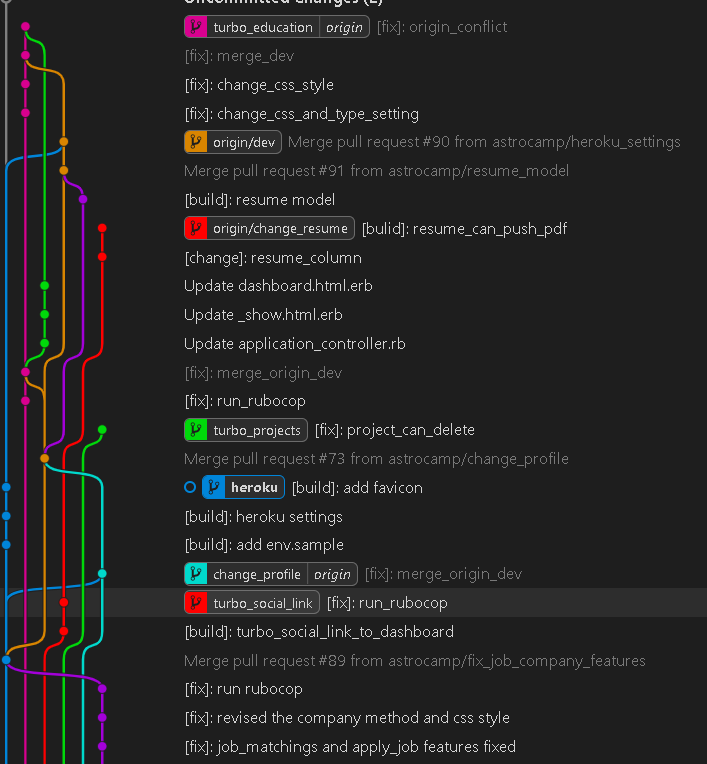 Uncommitted Changes (2)
turbo_education origin [fix]: origin_conflict
[fix]: merge_dev
[fix]: change_css_style
[fix]: change_css_and_type_setting
origin/dev Merge pull request #90 from astrocamp/heroku_settings
Merge pull request #91 from astrocamp/resume_model
[build]: resume model
origin/change_resume [bulid]: resume_can_push_pdf
[change]: resume_column
Update dashboard.html.erb
Update _show.html.erb
Update application_controller.rb
[fix]: merge_origin_dev
[fix]: run_rubocop
turbo_projects [fix]: project_can_delete
Merge pull request #73 from astrocamp/change_profile
heroku [build]: add favicon
[build]: heroku settings
[build]: add env.sample
change_profile origin [fix]: merge_origin_dev
turbo_social_link [fix]: run_rubocop
[build]: turbo_social_link_to_dashboard
Merge pull request #89 from astrocamp/fix_job_company_features
[fix]: run rubocop
[fix]: revised the company method and css style
[fix]: job_matchings and apply_job features fixed